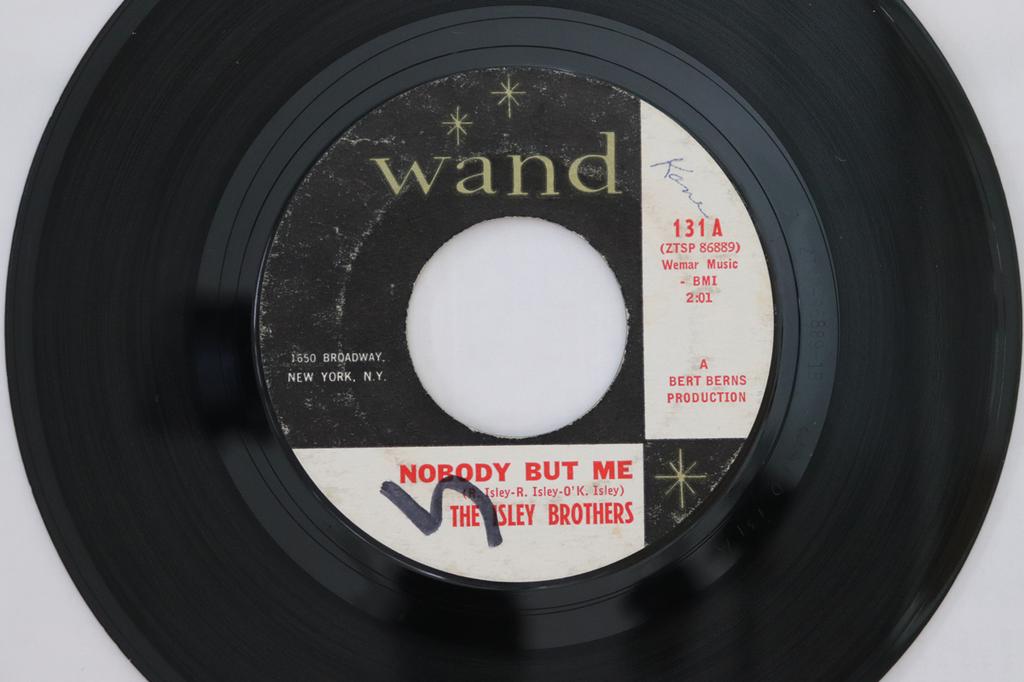 wand
131 A
(ZTSP 86889)
Wemar Music
- BMI
2:01
1650 BROADWAY,
NEW YORK, N.Y.
A
BERT BERNS
PRODUCTION
NOBODY BUT ME
(R. Isley-R. Isley-O'K. Isley)
THE ISLEY BROTHERS